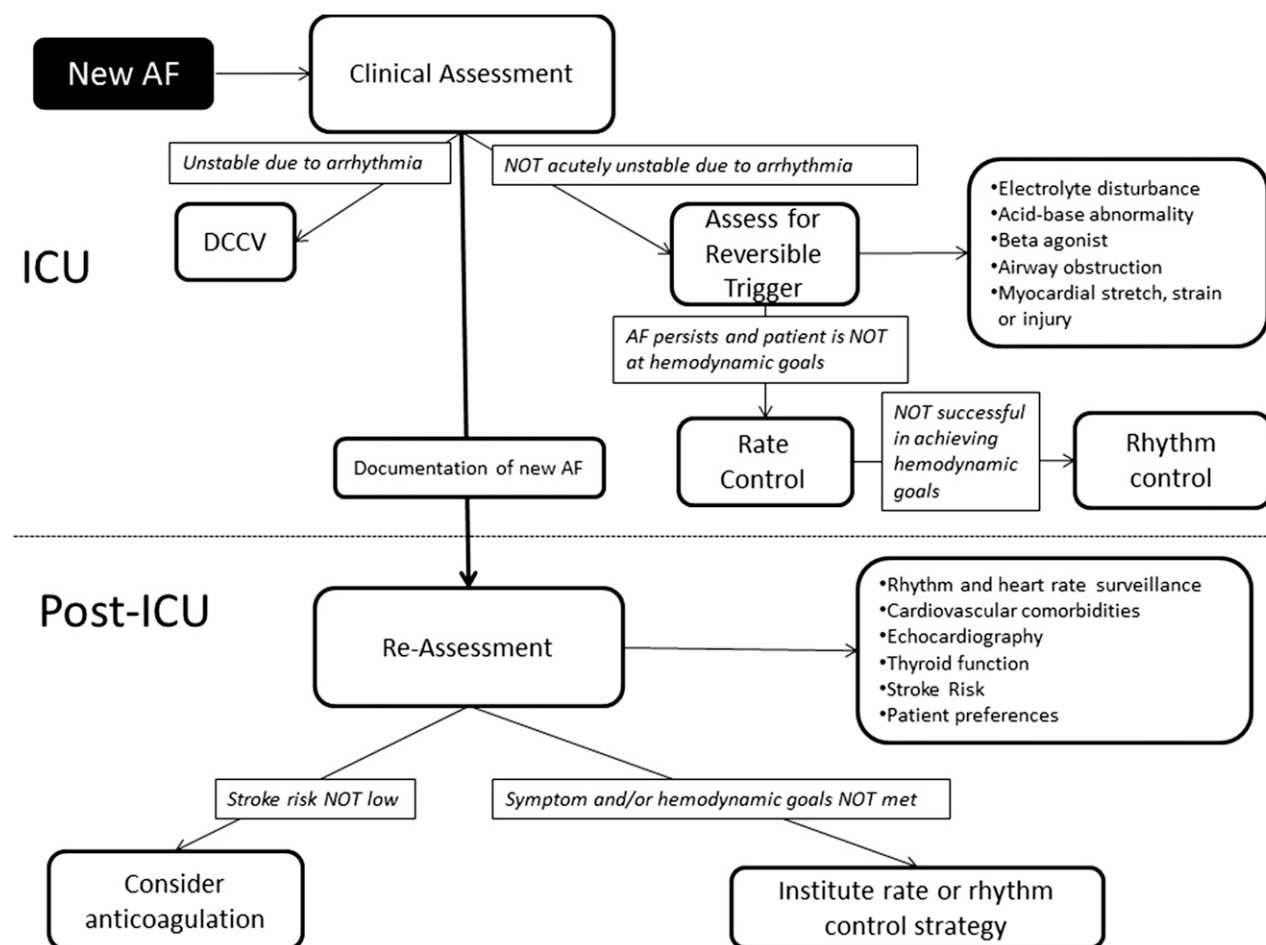 New AF
Clinical Assessment
Unstable due to arrhythmia
NOT acutely unstable due to arrhythmia
DCCV
Assess for
Reversible
Trigger
•Electrolyte disturbance
•Acid-base abnormality
•Beta agonist
•Airway obstruction
•Myocardial stretch, strain
or injury
ICU
AF persists and patient is NOT
at hemodynamic goals
Rate
Control
NOT successful
in achieving
hemodynamic
goals
Rhythm
control
Documentation of new AF
Post-ICU
Re-Assessment
•Rhythm and heart rate surveillance
•Cardiovascular comorbidities
•Echocardiography
•Thyroid function
•Stroke Risk
•Patient preferences
Stroke risk NOT low
Symptom and/or hemodynamic goals NOT met
Consider
anticoagulation
Institute rate or rhythm
control strategy